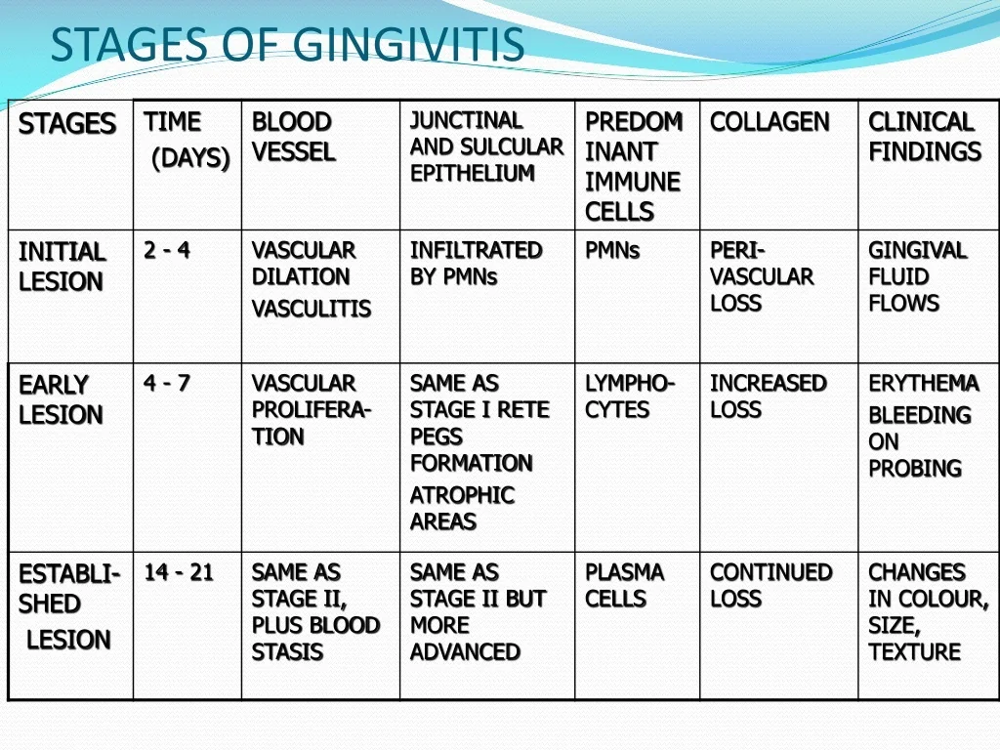 STAGES OF GINGIVITIS
STAGES
TIME
(DAYS)
BLOOD
VESSEL
JUNCTINAL
AND SULCULAR
EPITHELIUM
PREDOM
INANT
IMMUNE
CELLS
COLLAGEN
CLINICAL
FINDINGS
INITIAL
LESION
2 - 4
VASCULAR
DILATION
VASCULITIS
INFILTRATED
BY PMNs
PMNs
PERI-
VASCULAR
LOSS
GINGIVAL
FLUID
FLOWS
EARLY
LESION
4 - 7
VASCULAR
PROLIFERA-
TION
SAME AS
STAGE I RETE
PEGS
FORMATION
ATROPHIC
AREAS
LYMPHO-
CYTES
INCREASED
LOSS
ERYTHEMA
BLEEDING
ON
PROBING
ESTABLI-
SHED
LESION
14 - 21
SAME AS
STAGE II,
PLUS BLOOD
STASIS
SAME AS
STAGE II BUT
MORE
ADVANCED
PLASMA
CELLS
CONTINUED
LOSS
CHANGES
IN COLOUR,
SIZE,
TEXTURE